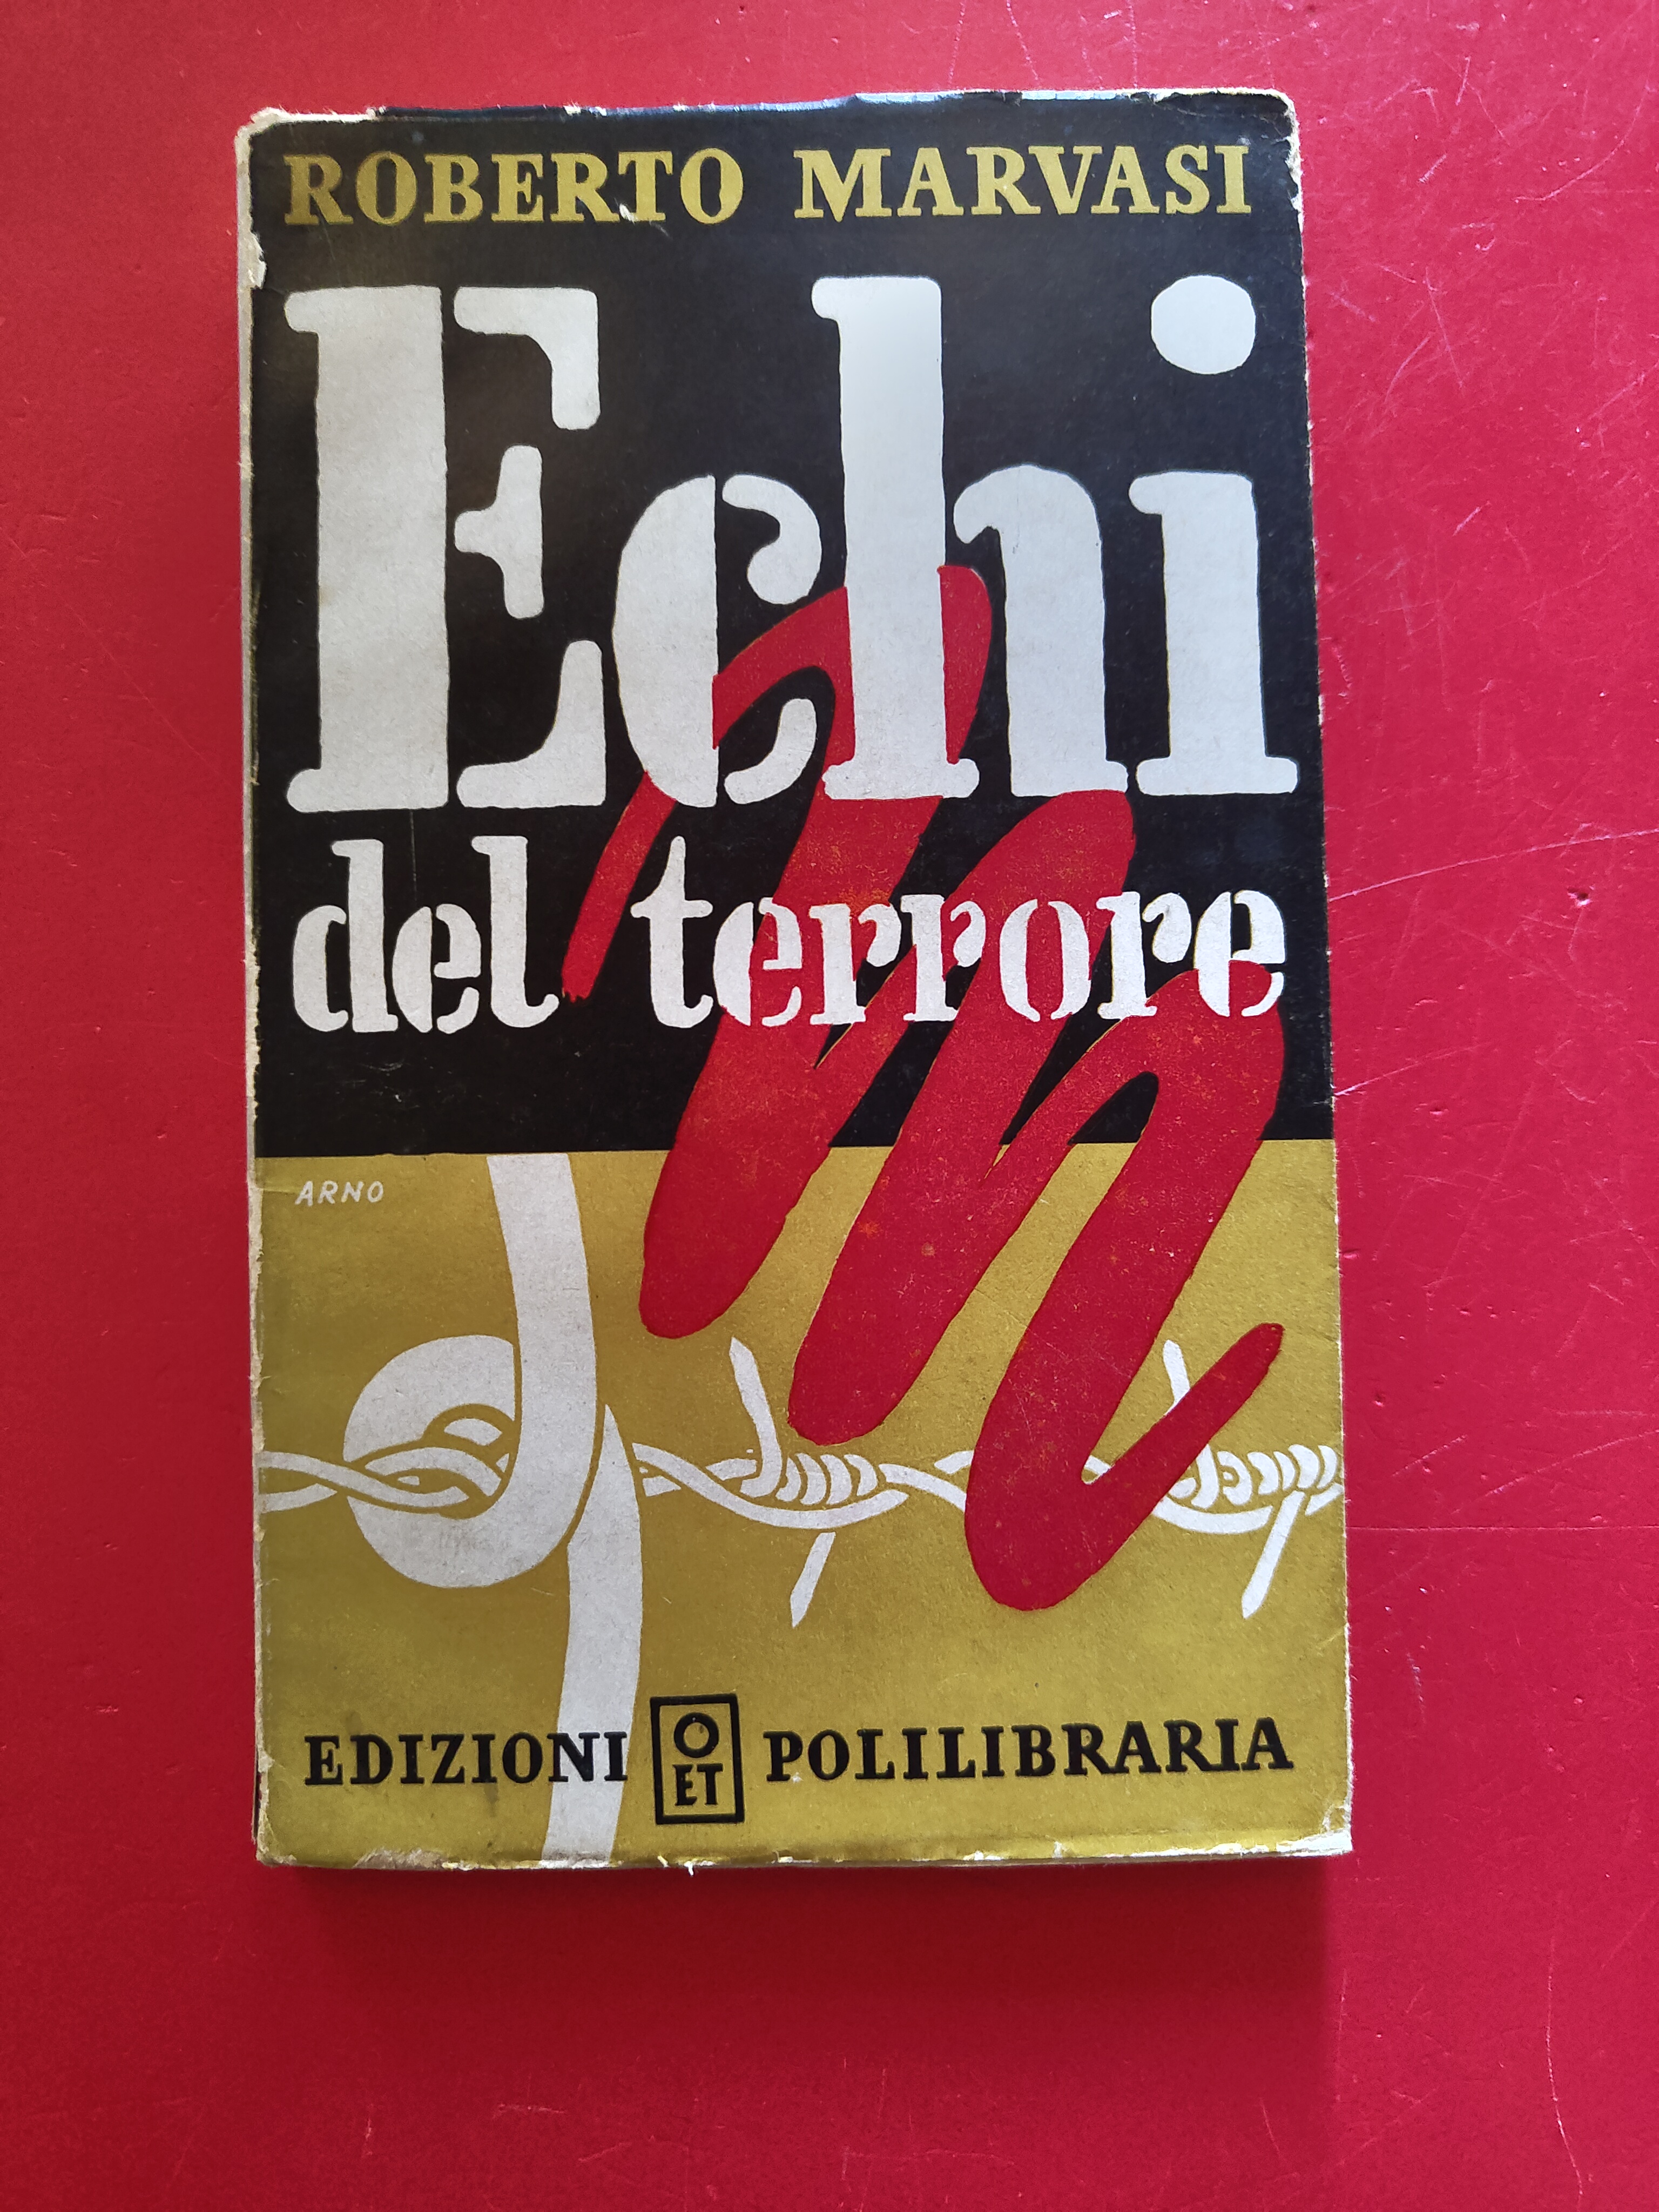 ROBERTO MARVASI
Echi
del terrore
ARNO
EDIZIONI OET POLILIBRARIA